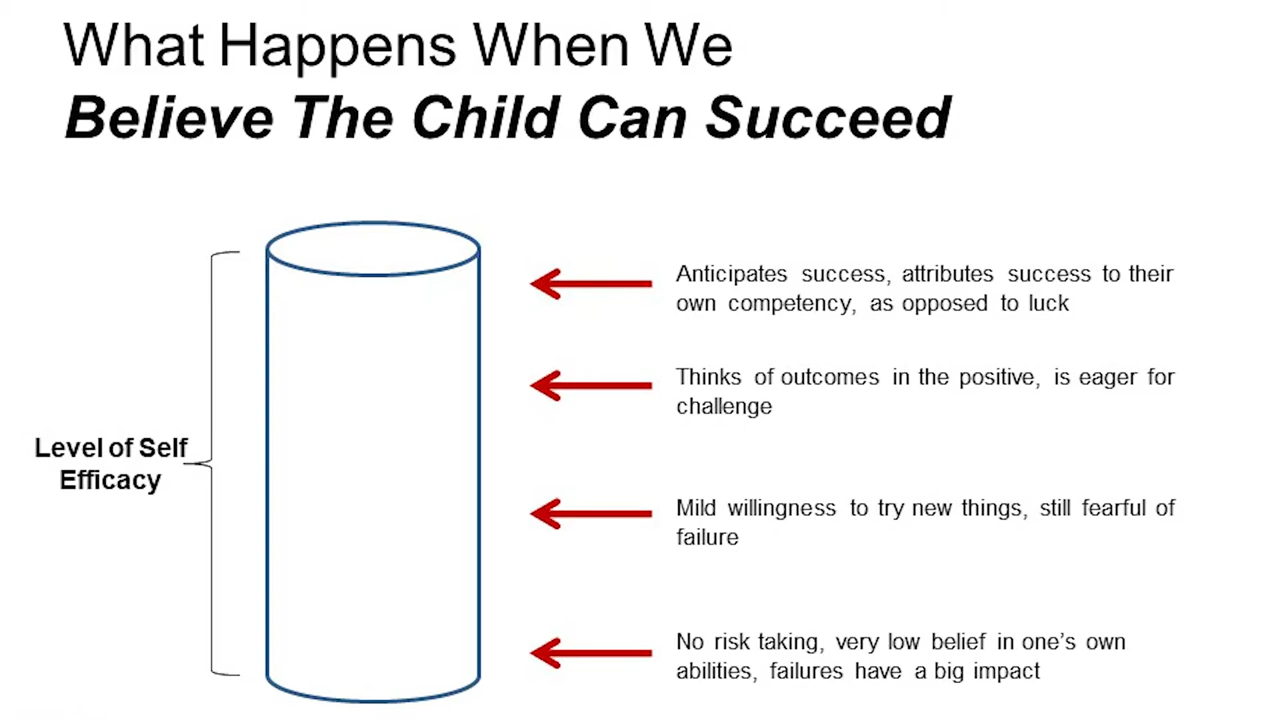 What Happens When We
Believe The Child Can Succeed
Anticipates success, attributes success to their
own competency, as opposed to luck
Thinks of outcomes in the positive, is eager for
challenge
Level of Self
Efficacy
Mild willingness to try new things, still fearful of
failure
No risk taking, very low belief in one’s own
abilities, failures have a big impact